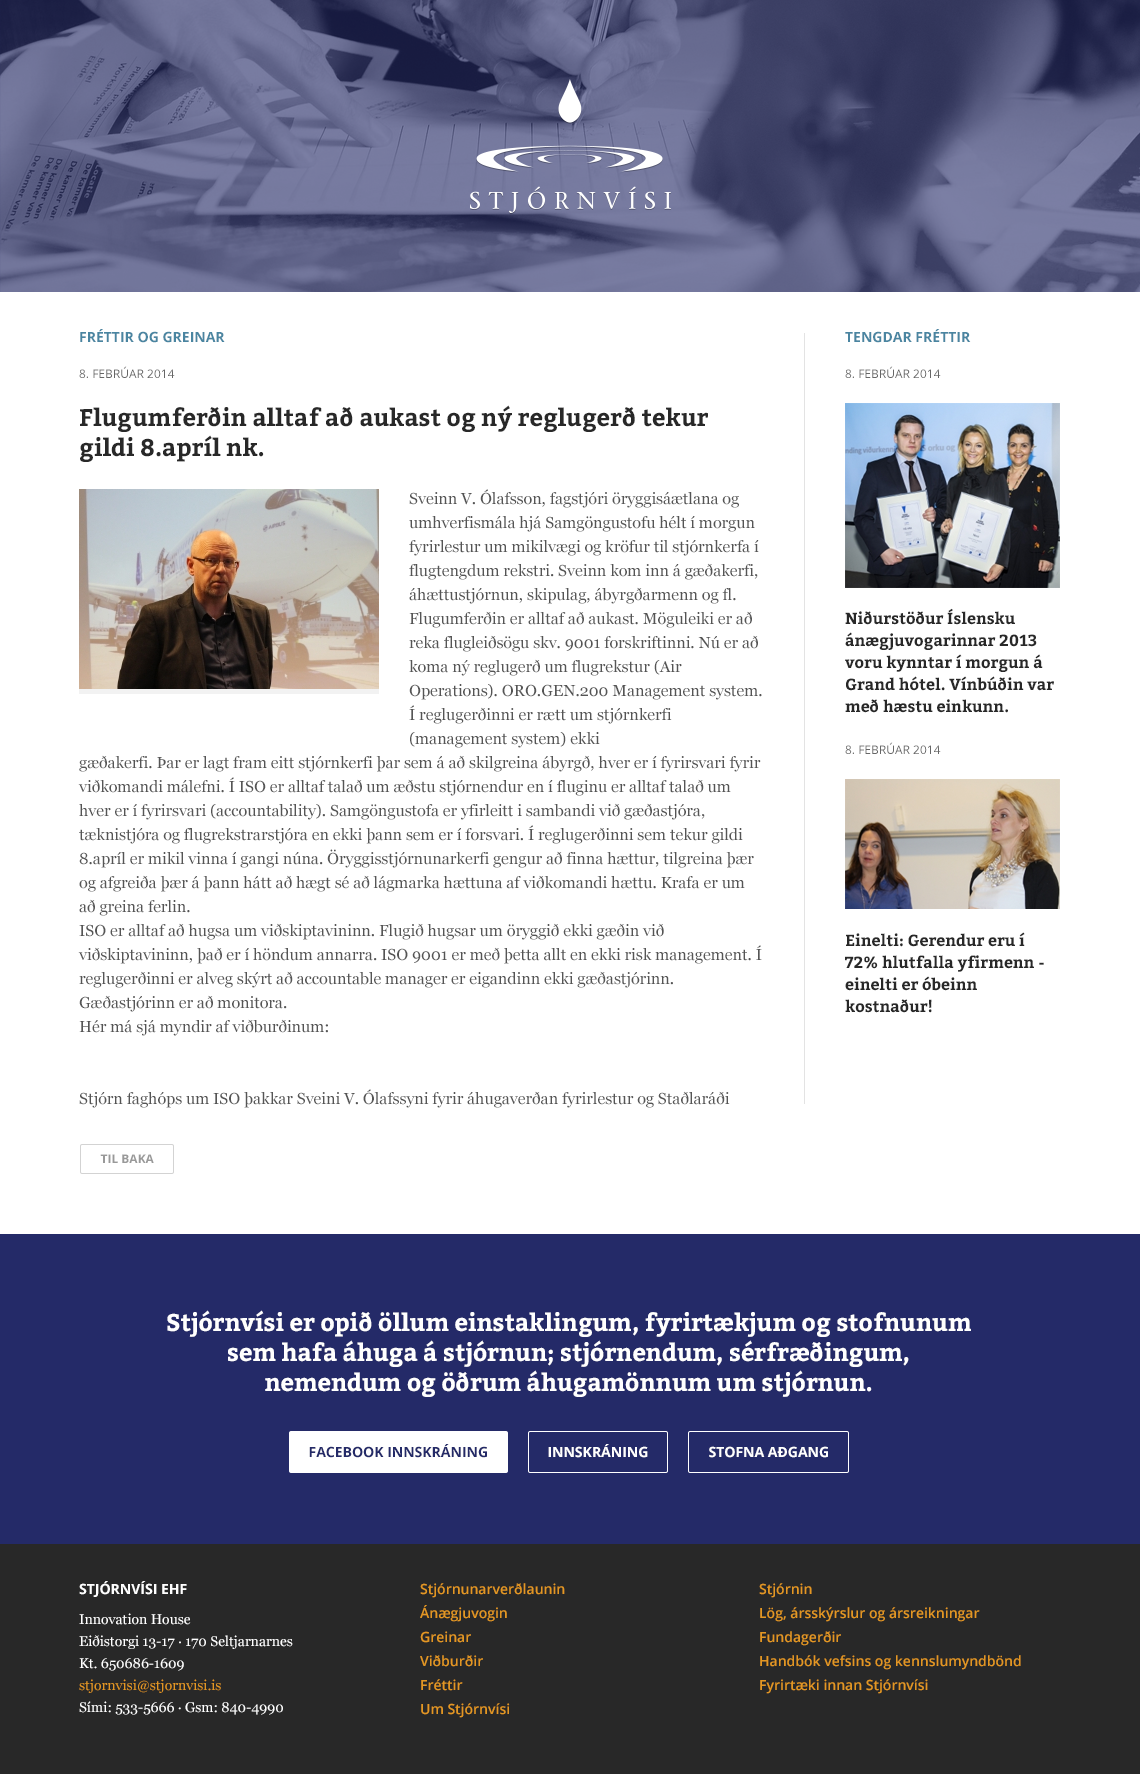 STJÓRNVÍSI
FRÉTTIR OG GREINAR
8. FEBRÚAR 2014
Flugumferðin alltaf að aukast og ný reglugerð tekur
gildi 8.apríl nk.
Sveinn V. Ólafsson, fagstjóri öryggisáætlana og
umhverfismála hjá Samgöngustofu hélt í morgun
fyrirlestur um mikilvægi og kröfur til stjórnkerfa í
flugtengdum rekstri. Sveinn kom inn á gæðakerfi,
áhættustjórnun, skipulag, ábyrgðarmenn og fl.
Flugumferðin er alltaf að aukast. Möguleiki er að
reka flugleiðsögu skv. 9001 forskriftinni. Nú er að
koma ný reglugerð um flugrekstur (Air
Operations). ORO.GEN.200 Management system.
Í reglugerðinni er rætt um stjórnkerfi
(management system) ekki
gæðakerfi. Þar er lagt fram eitt stjórnkerfi þar sem á að skilgreina ábyrgð, hver er í fyrirsvari fyrir
viðkomandi málefni. Í ISO er alltaf talað um æðstu stjórnendur en í fluginu er alltaf talað um
hver er í fyrirsvari (accountability). Samgöngustofa er yfirleitt í sambandi við gæðastjóra,
tæknistjóra og flugrekstrarstjóra en ekki þann sem er í forsvari. Í reglugerðinni sem tekur gildi
8.apríl er mikil vinna í gangi núna. Öryggisstjórnunarkerfi gengur að finna hættur, tilgreina þær
og afgreiða þær á þann hátt að hægt sé að lágmarka hættuna af viðkomandi hættu. Krafa er um
að greina ferlin.
ISO er alltaf að hugsa um viðskiptavininn. Flugið hugsar um öryggið ekki gæðin við
viðskiptavininn, það er í höndum annarra. ISO 9001 er með þetta allt en ekki risk management. Í
reglugerðinni er alveg skýrt að accountable manager er eigandinn ekki gæðastjórinn.
Gæðastjórinn er að monitora.
Hér má sjá myndir af viðburðinum:
Stjórn faghóps um ISO þakkar Sveini V. Ólafssyni fyrir áhugaverðan fyrirlestur og Staðlaráði
TIL BAKA
TENGDAR FRÉTTIR
8. FEBRÚAR 2014
Niðurstöður Íslensku
ánægjuvogarinnar 2013
voru kynntar í morgun á
Grand hótel. Vínbúðin var
með hæstu einkunn.
8. FEBRÚAR 2014
Einelti: Gerendur eru í
72% hlutfalla yfirmenn -
einelti er óbeinn
kostnaður!
Stjórnvísi er opið öllum einstaklingum, fyrirtækjum og stofnunum
sem hafa áhuga á stjórnun; stjórnendum, sérfræðingum,
nemendum og öðrum áhugamönnum um stjórnun.
FACEBOOK INNSKRÁNING
INNSKRÁNING
STOFNA AÐGANG
STJÓRNVÍSI EHF
Innovation House
Eiðistorgi 13-17 · 170 Seltjarnarnes
Kt. 650686-1609
stjornvisi@stjornvisi.is
Sími: 533-5666 · Gsm: 840-4990
Stjórnunarverðlaunin
Ánægjuvogin
Greinar
Viðburðir
Fréttir
Um Stjórnvísi
Stjórnin
Lög, ársskýrslur og ársreikningar
Fundagerðir
Handbók vefsins og kennslumyndbönd
Fyrirtæki innan Stjórnvísi